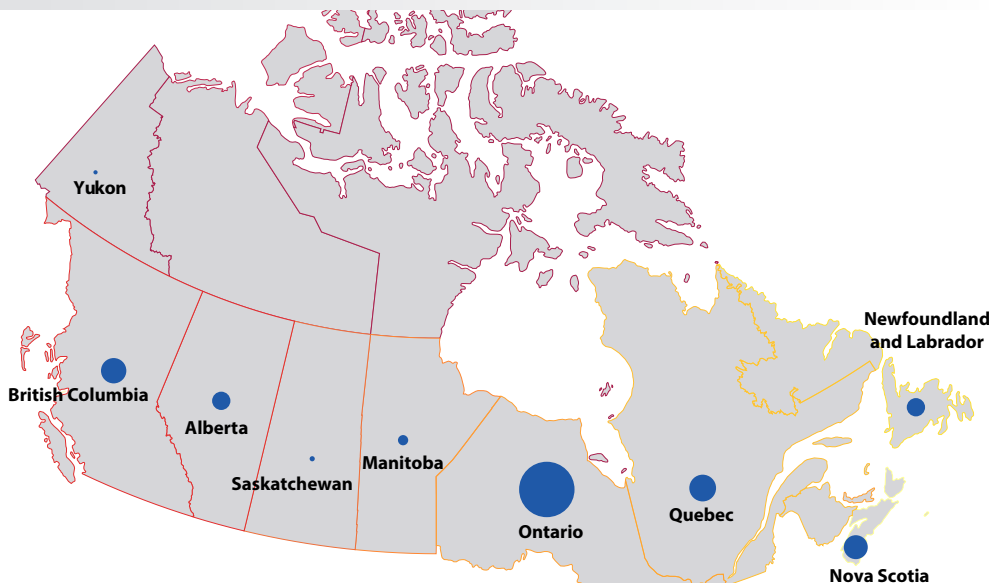 Yukon
Newfoundland
and Labrador
British Columbia
Alberta
Saskatchewan
Manitoba
Ontario
Quebec
Nova Scotia